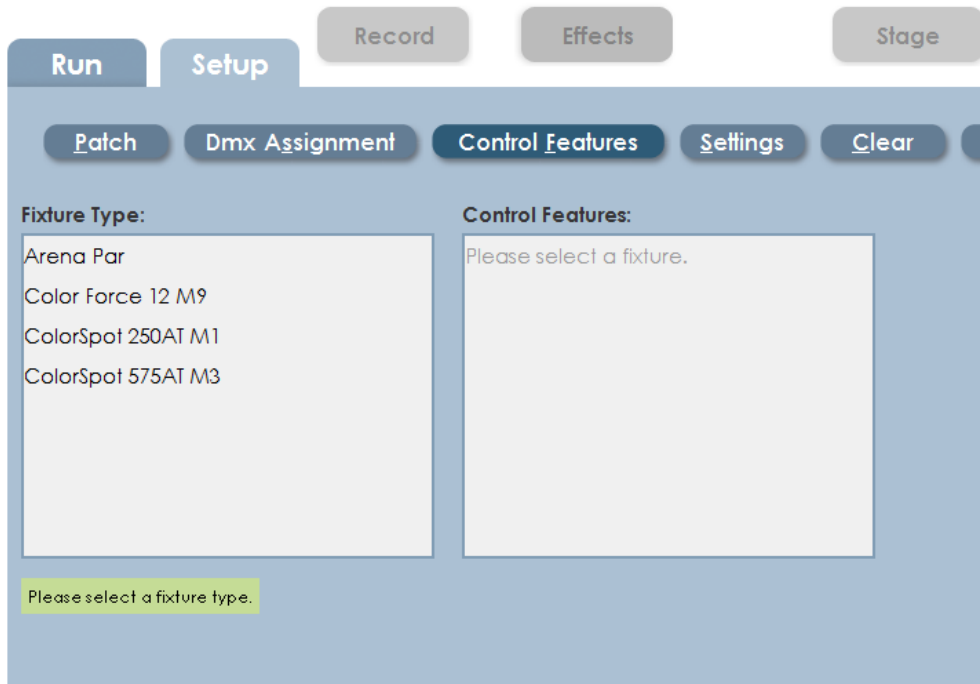 Record Effects Stage
Run Setup
Patch Dmx Assignment Control Features Settings Clear
Fixture Type: Control Features:
Arena Par Please select a fixture.
Color Force 12 M9
ColorSpot 250AT M1
ColorSpot 575AT M3
Please select a fixture type.